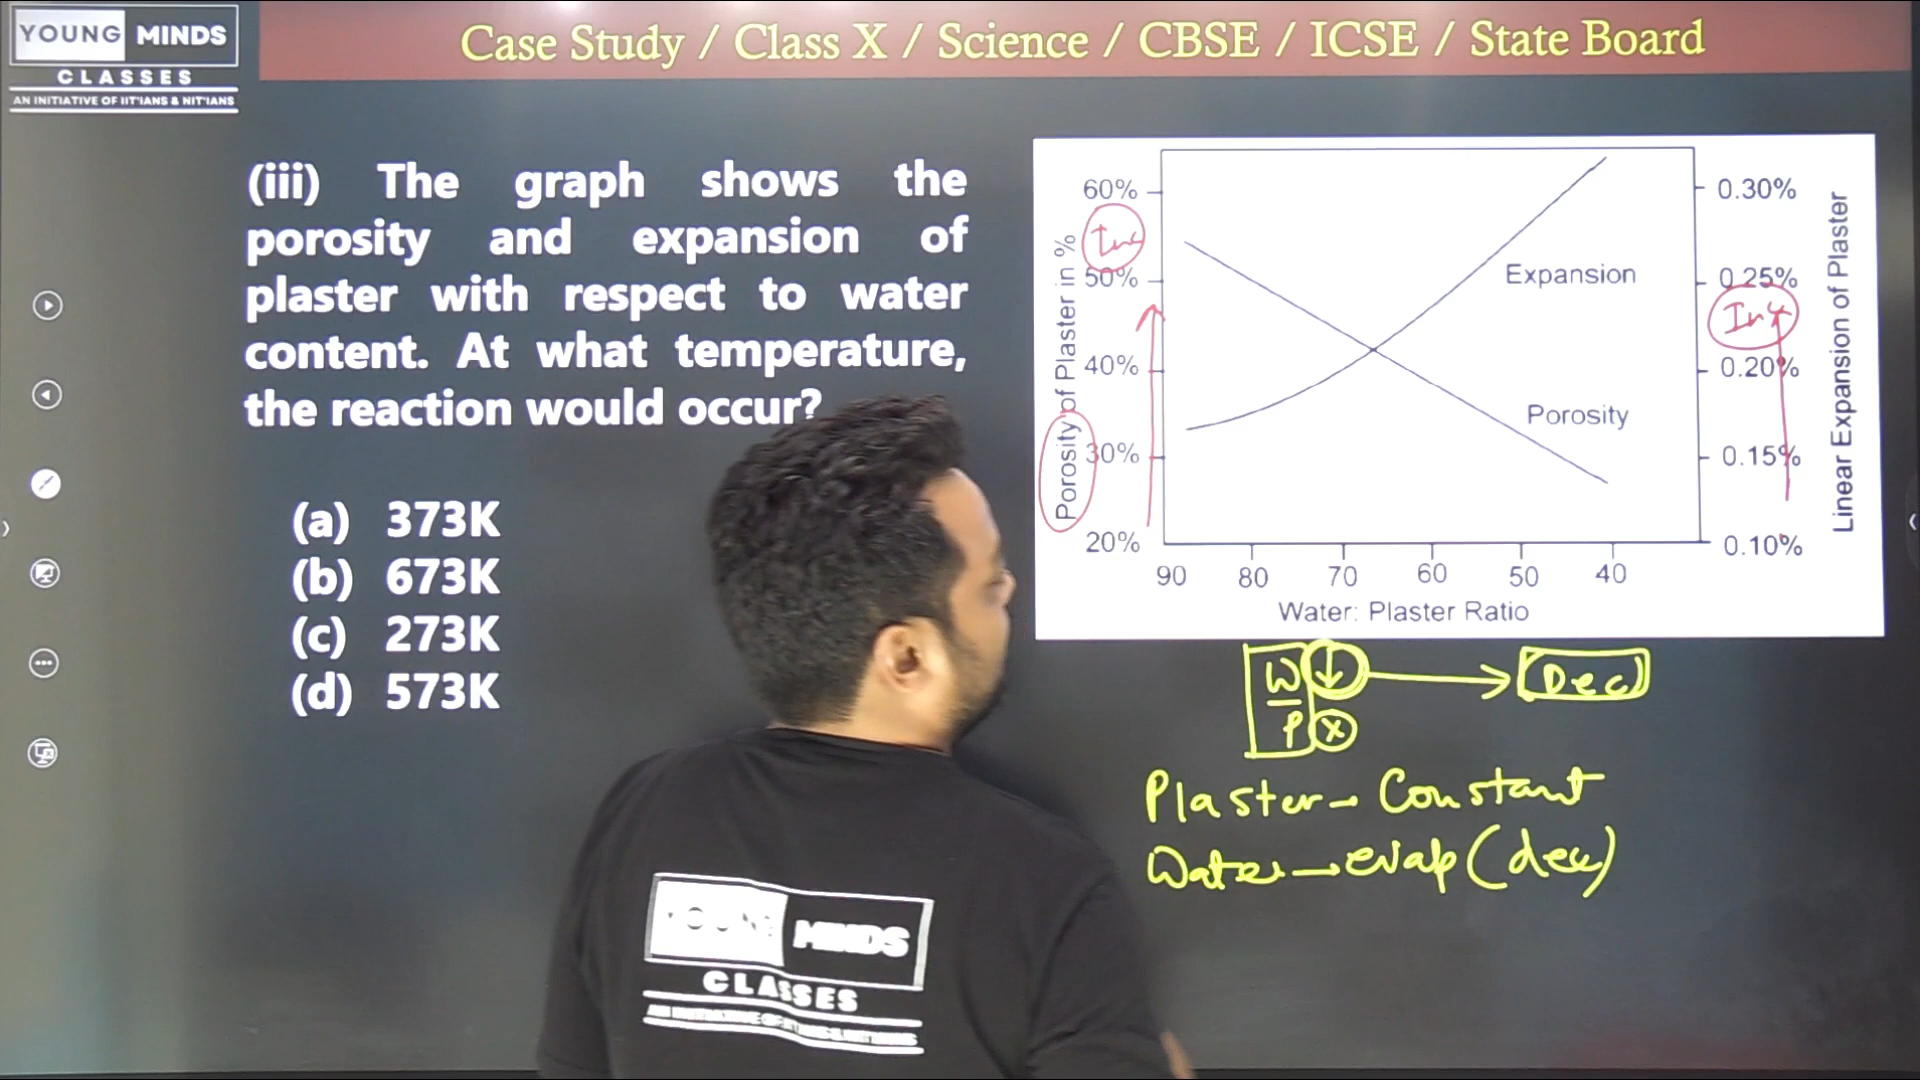 YOUNG MINDS
CLASSES
AN INITIATIVE OF IIT'IANS & NIT'IANS
Case Study / Class X / Science / CBSE / ICSE / State Board
(iii) The graph shows the
porosity and expansion of
plaster with respect to water
content. At what temperature,
the reaction would occur?
(a) 373K
(b) 673K
(c) 273K
(d) 573K
Porosity of Plaster in %
60%
50%
40%
30%
20%
Inc
Expansion
Porosity
0.30%
0.25%
0.20%
0.15%
0.10%
Linear Expansion of Plaster
90 80 70 60 50 40
Water: Plaster Ratio
W ↓ → Dec
P x
Plaster → Constant
Water → evap (dec)
MINDS
CLASSES